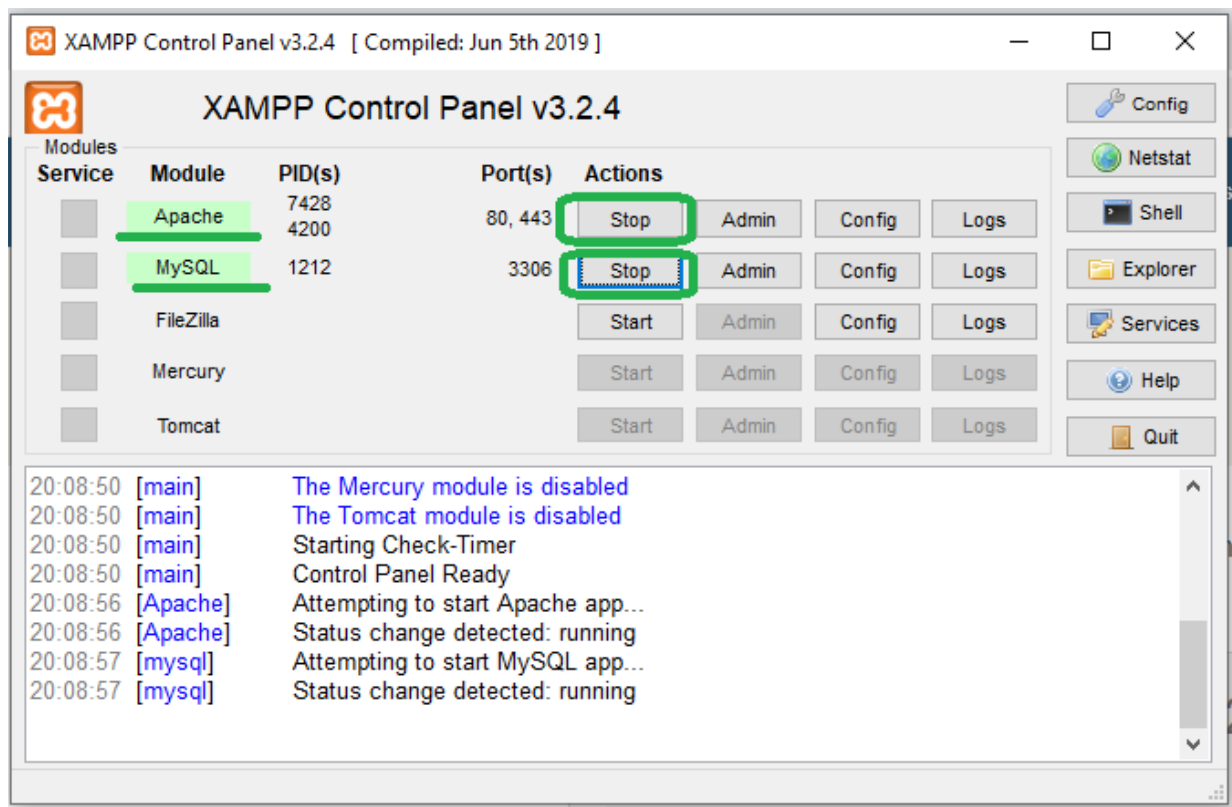 XAMPP Control Panel v3.2.4 [ Compiled: Jun 5th 2019 ]
XAMPP Control Panel v3.2.4
Config
Modules
Netstat
Service Module PID(s) Port(s) Actions
Apache 7428 4200 80, 443 Stop Admin Config Logs
Shell
MySQL 1212 3306 Stop Admin Config Logs
Explorer
FileZilla Start Admin Config Logs
Services
Mercury Start Admin Config Logs
Help
Tomcat Start Admin Config Logs
Quit
20:08:50 [main] The Mercury module is disabled
20:08:50 [main] The Tomcat module is disabled
20:08:50 [main] Starting Check-Timer
20:08:50 [main] Control Panel Ready
20:08:56 [Apache] Attempting to start Apache app...
20:08:56 [Apache] Status change detected: running
20:08:57 [mysql] Attempting to start MySQL app...
20:08:57 [mysql] Status change detected: running